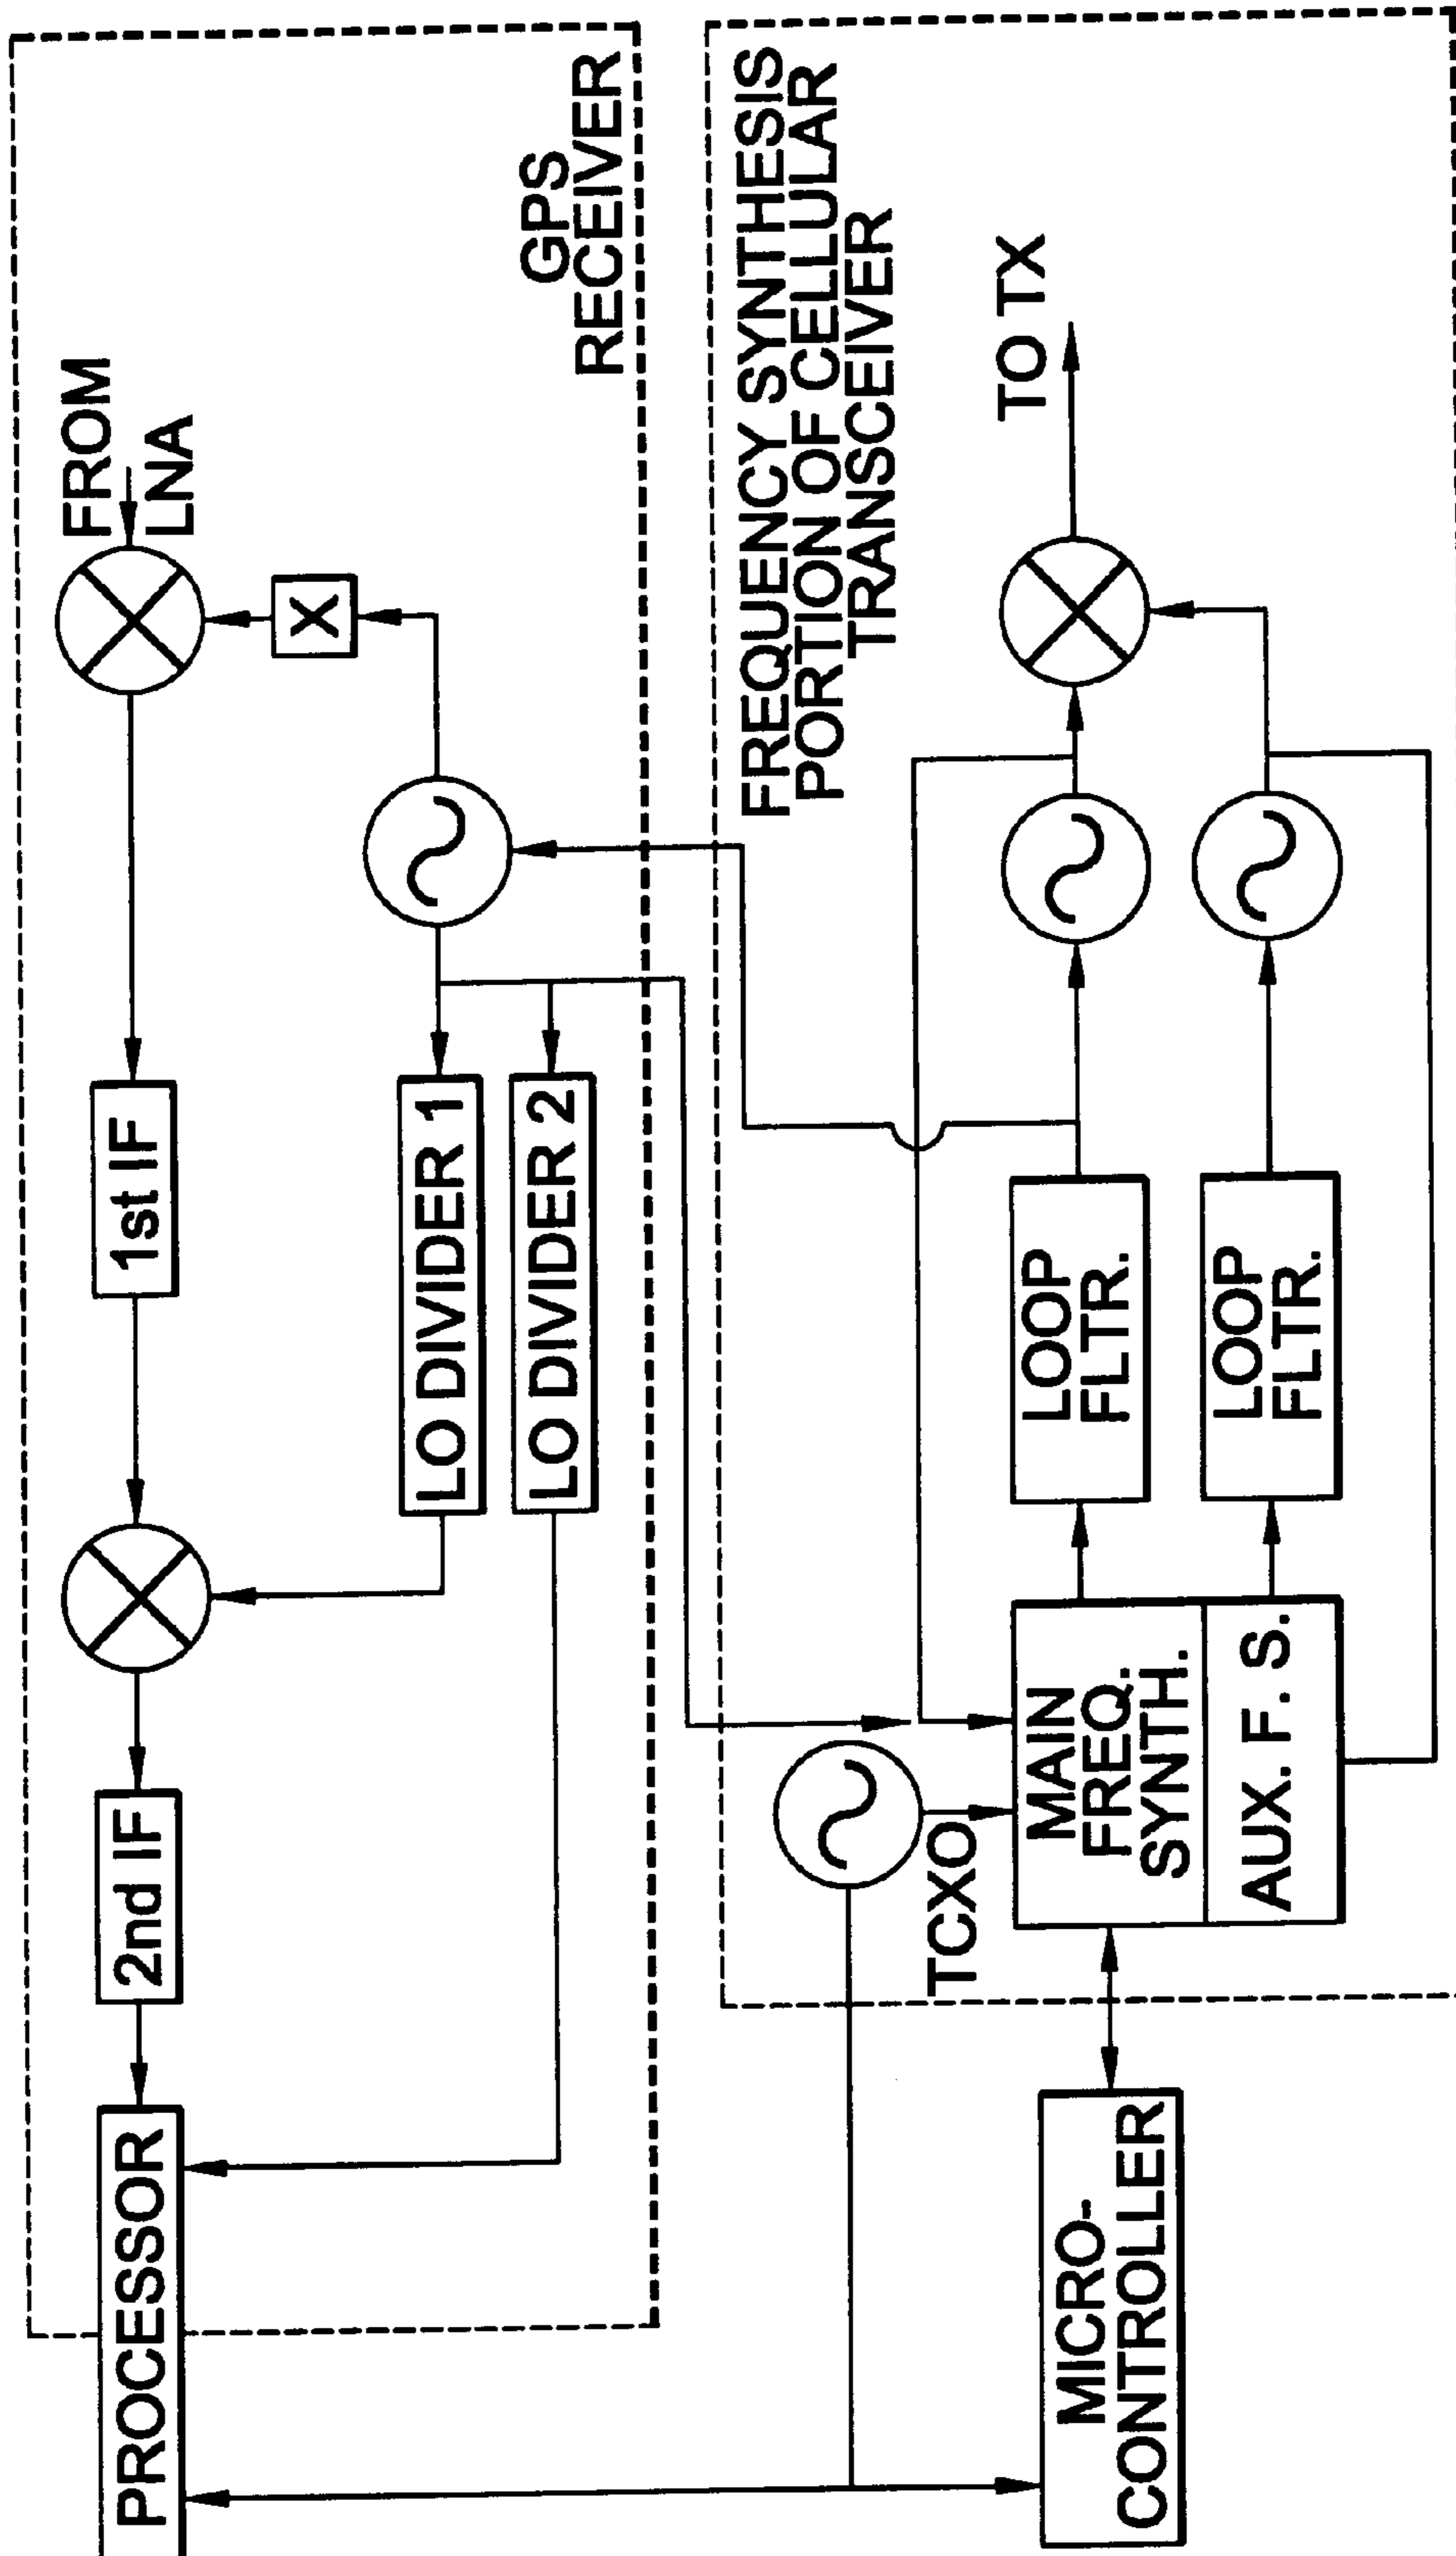 FROM
LNA
1st IF
2nd IF
PROCESSOR
X
LO DIVIDER 1
LO DIVIDER 2
GPS
RECEIVER
FREQUENCY SYNTHESIS
PORTION OF CELLULAR
TRANSCEIVER
TO TX
TCXO
LOOP
FLTR.
LOOP
FLTR.
MAIN
FREQ.
SYNTH.
AUX. F. S.
MICRO-
CONTROLLER